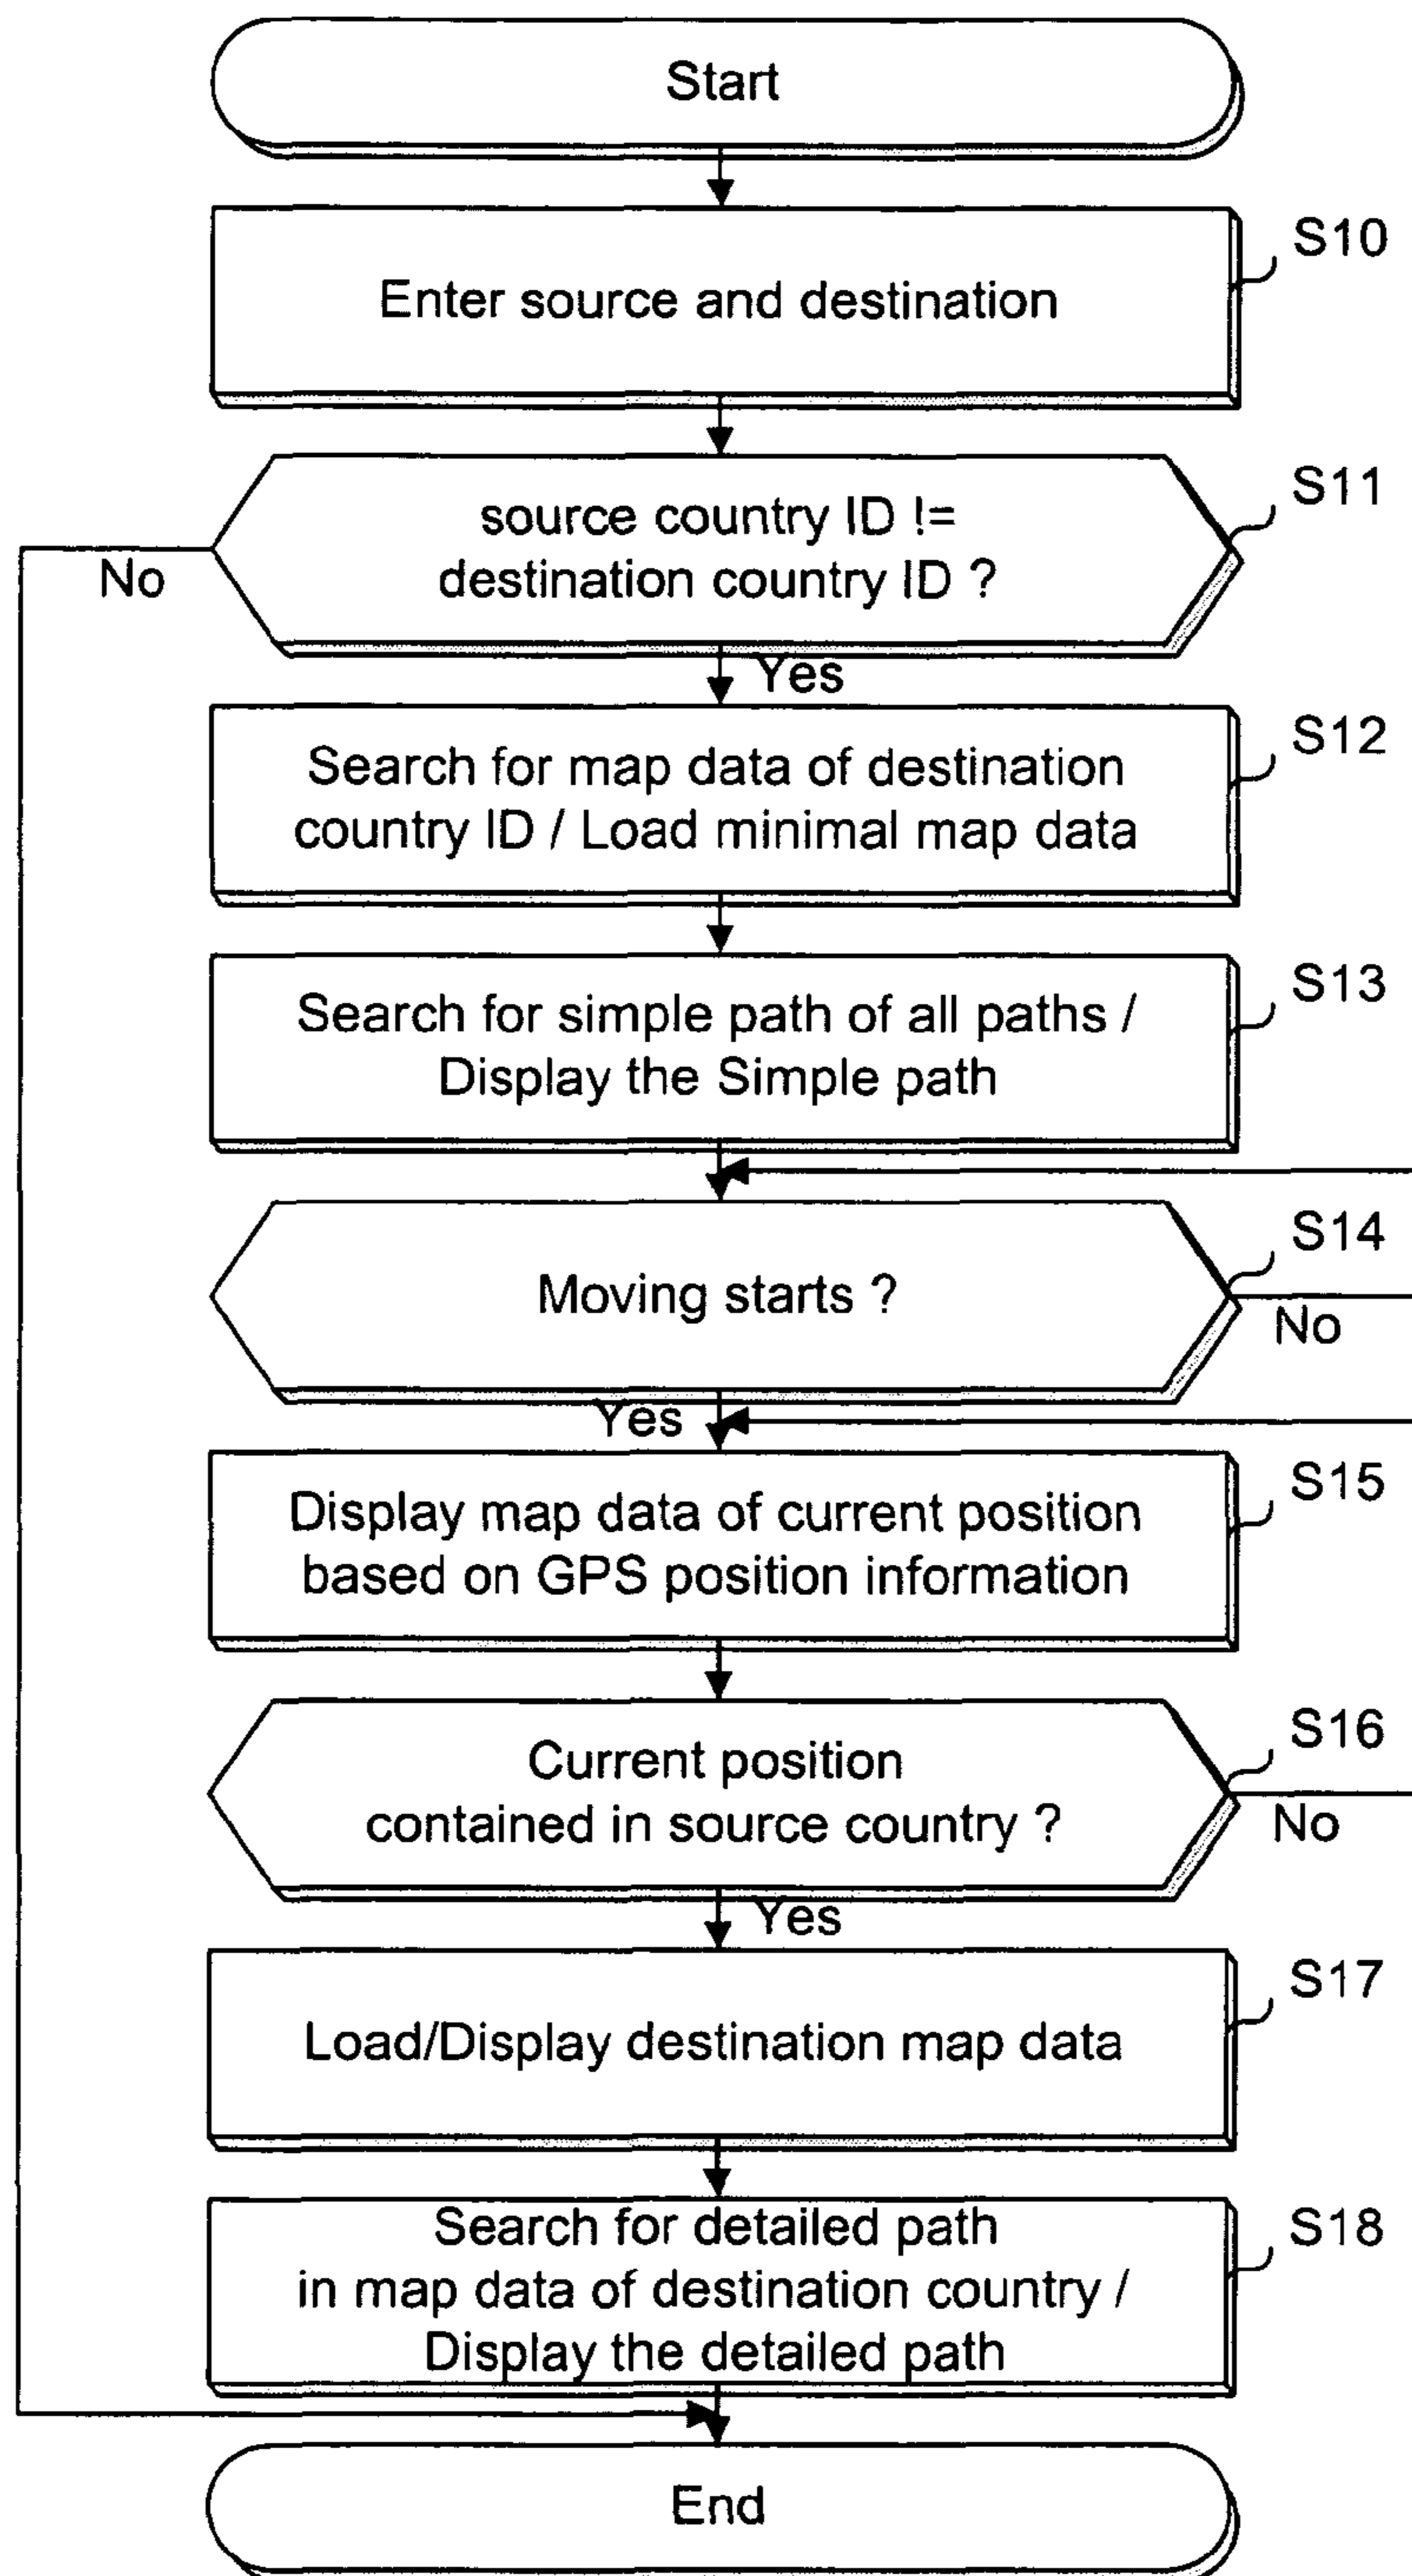 Start
S10
Enter source and destination
S11
source country ID !=
destination country ID ?
No
Yes
S12
Search for map data of destination
country ID / Load minimal map data
S13
Search for simple path of all paths /
Display the Simple path
S14
Moving starts ?
No
Yes
S15
Display map data of current position
based on GPS position information
S16
Current position
contained in source country ?
No
Yes
S17
Load/Display destination map data
S18
Search for detailed path
in map data of destination country /
Display the detailed path
End